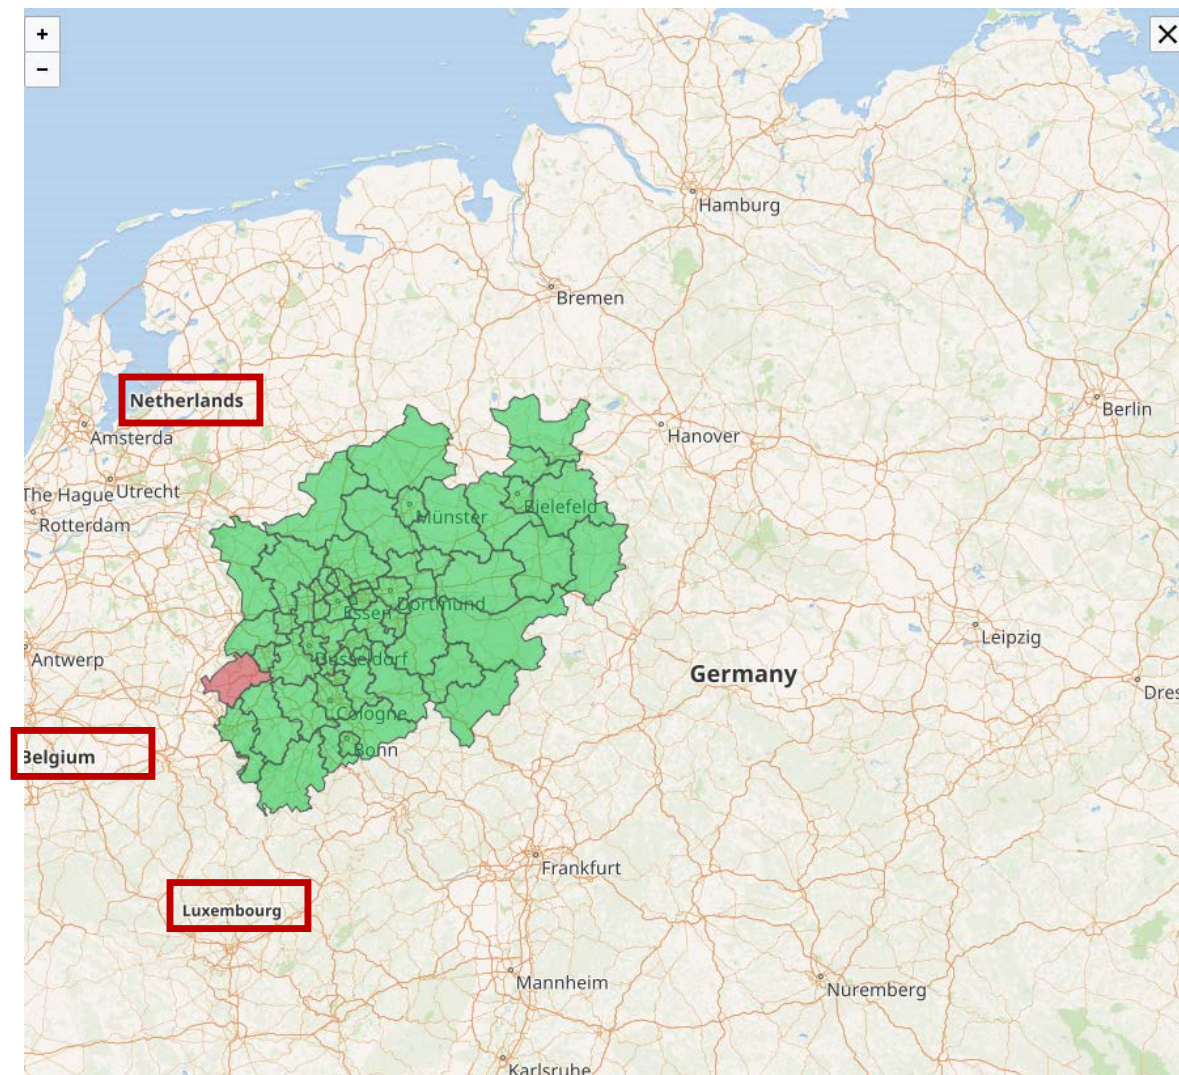 +
−
Hamburg
Bremen
Netherlands
Berlin
Amsterda
Hanover
The Hague
Utrecht
Bielefeld
Münster
Rotterdam
Dortmund
Essen
Leipzig
Antwerp
Düsseldorf
Germany
Dres
Cologne
Bonn
Belgium
Frankfurt
Luxembourg
Mannheim
Nuremberg
Karlsruhe